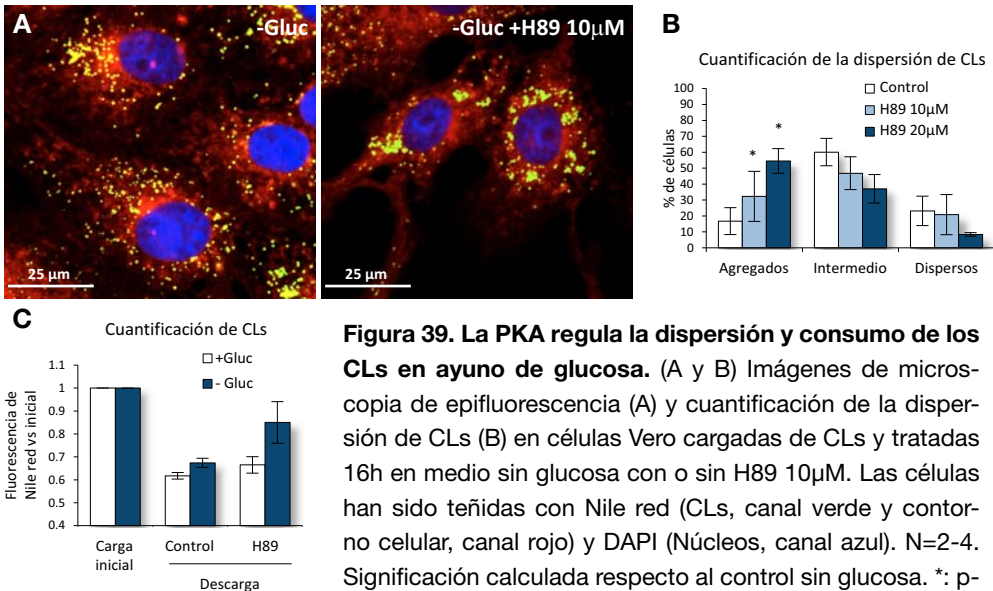 A
-Gluc
25 µm
-Gluc +H89 10µM
25 µm
B
Cuantificación de la dispersión de CLs
Control
H89 10µM
H89 20µM
% de células
100
90
80
70
60
50
40
30
20
10
0
*
*
Agregados
Intermedio
Dispersos
C
Cuantificación de CLs
+Gluc
- Gluc
Fluorescencia de
Nile red vs inicial
1.1
1
0.9
0.8
0.7
0.6
0.5
0.4
Carga
inicial
Control
H89
Descarga
Figura 39. La PKA regula la dispersión y consumo de los
CLs en ayuno de glucosa. (A y B) Imágenes de micros-
copia de epifluorescencia (A) y cuantificación de la disper-
sión de CLs (B) en células Vero cargadas de CLs y tratadas
16h en medio sin glucosa con o sin H89 10µM. Las células
han sido teñidas con Nile red (CLs, canal verde y contor-
no celular, canal rojo) y DAPI (Núcleos, canal azul). N=2-4.
Significación calculada respecto al control sin glucosa. *: p-